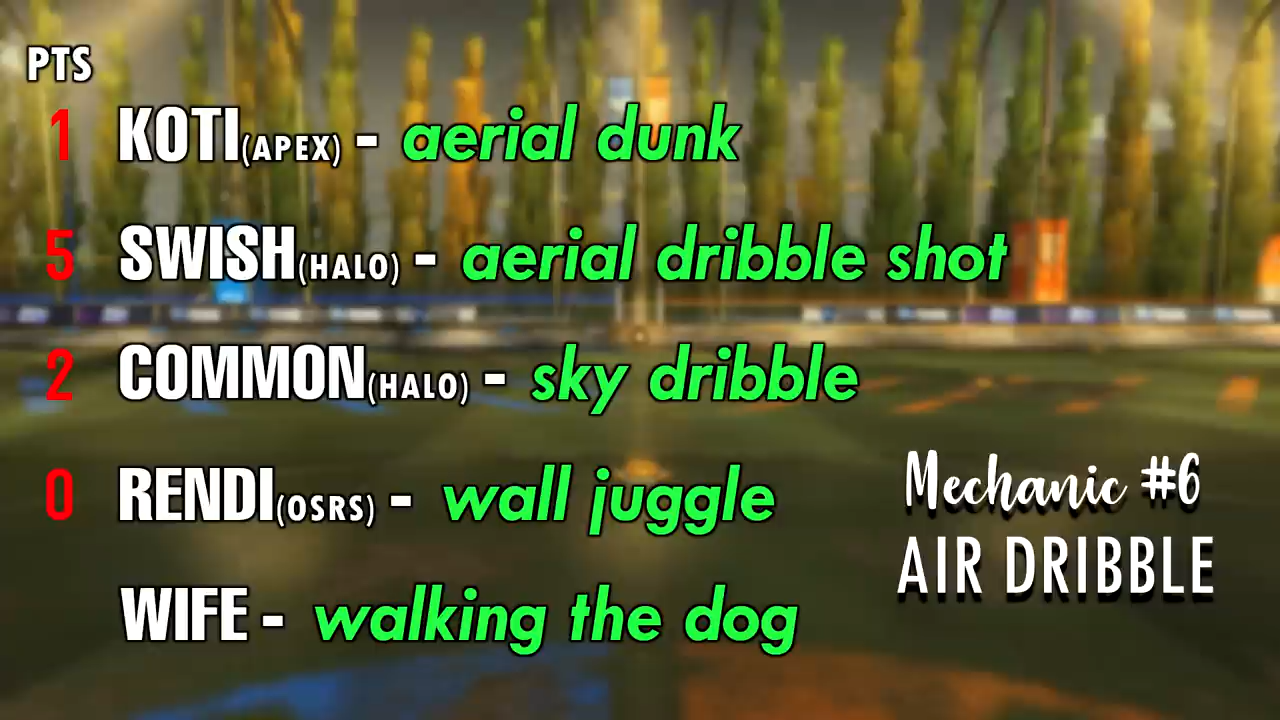 PTS
1 KOTI(APEX) - aerial dunk
5 SWISH(HALO) - aerial dribble shot
2 COMMON(HALO) - sky dribble
0 RENDI(OSRS) - wall juggle
WIFE - walking the dog
Mechanic #6
AIR DRIBBLE